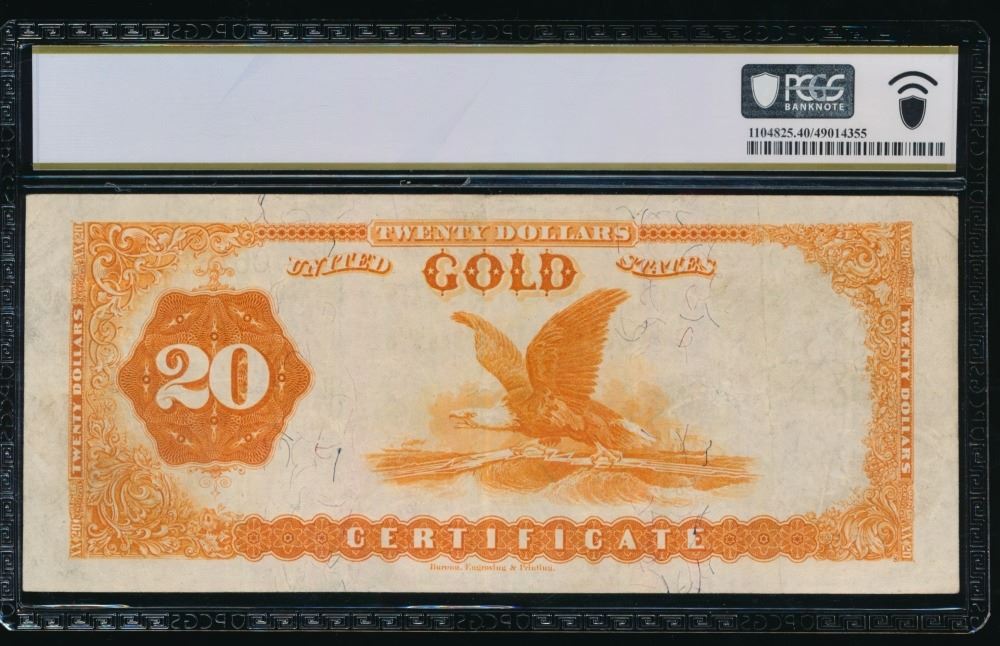 PCGS
BANKNOTE
1104825.40/49014355
TWENTY DOLLARS
UNITED GOLD STATES
TWENTY DOLLARS
20
TWENTY DOLLARS
CERTIFICATE
Bureau, Engraving & Printing.